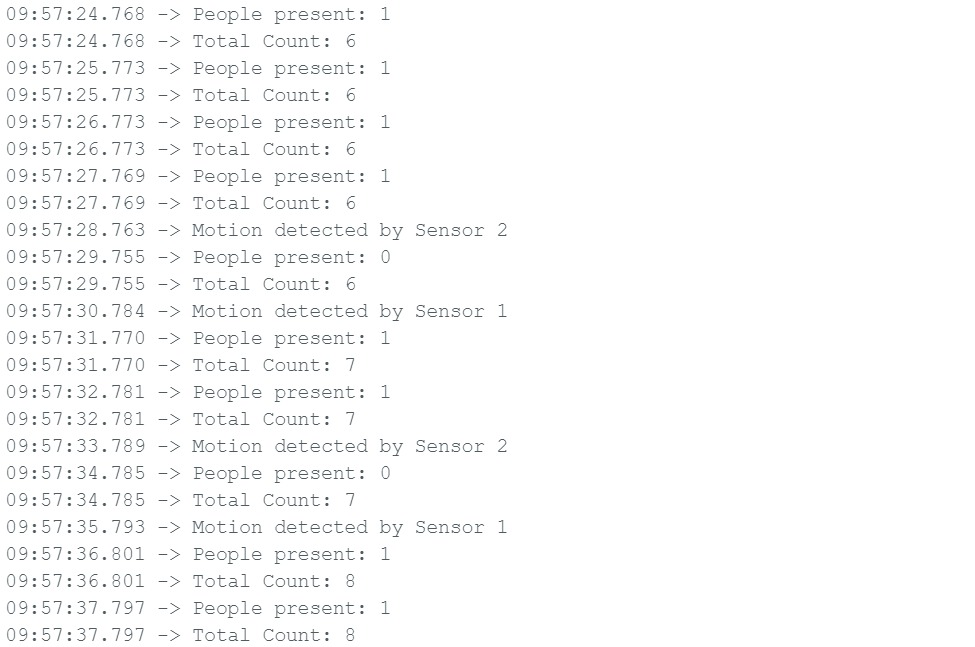 09:57:24.768 -> People present: 1
09:57:24.768 -> Total Count: 6
09:57:25.773 -> People present: 1
09:57:25.773 -> Total Count: 6
09:57:26.773 -> People present: 1
09:57:26.773 -> Total Count: 6
09:57:27.769 -> People present: 1
09:57:27.769 -> Total Count: 6
09:57:28.763 -> Motion detected by Sensor 2
09:57:29.755 -> People present: 0
09:57:29.755 -> Total Count: 6
09:57:30.784 -> Motion detected by Sensor 1
09:57:31.770 -> People present: 1
09:57:31.770 -> Total Count: 7
09:57:32.781 -> People present: 1
09:57:32.781 -> Total Count: 7
09:57:33.789 -> Motion detected by Sensor 2
09:57:34.785 -> People present: 0
09:57:34.785 -> Total Count: 7
09:57:35.793 -> Motion detected by Sensor 1
09:57:36.801 -> People present: 1
09:57:36.801 -> Total Count: 8
09:57:37.797 -> People present: 1
09:57:37.797 -> Total Count: 8